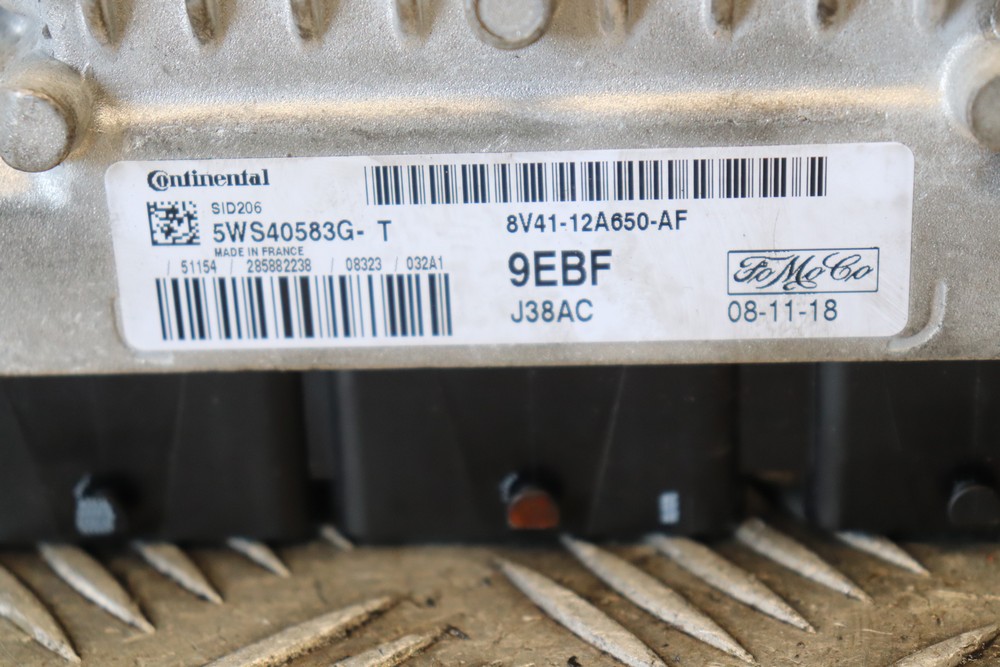 Continental
SID206
5WS40583G- T
MADE IN FRANCE
/ 51154 / 285882238 / 08323 / 032A1
8V41-12A650-AF
9EBF
J38AC
FoMoCo
08-11-18